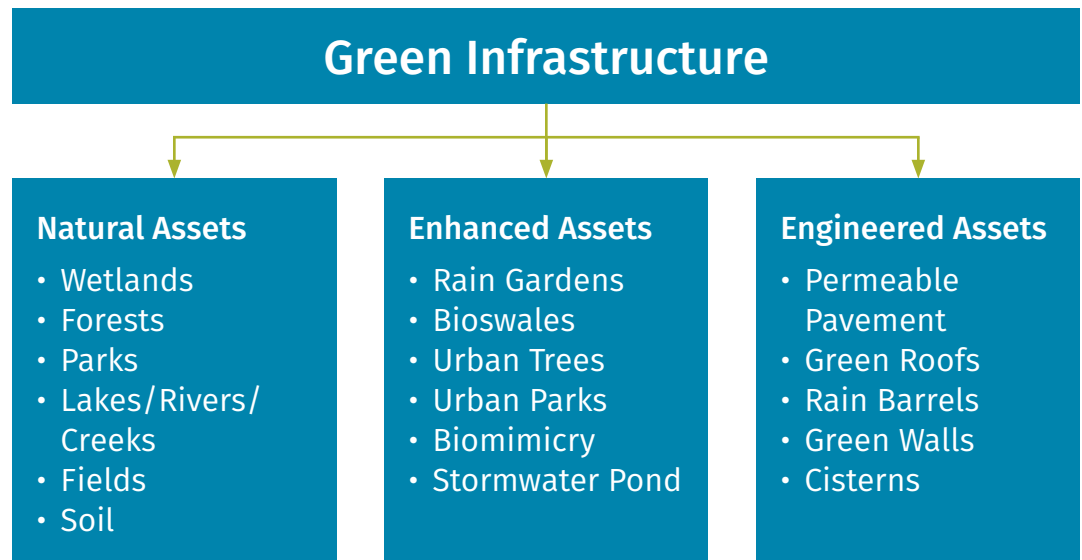 Green Infrastructure
Natural Assets
• Wetlands
• Forests
• Parks
• Lakes/Rivers/
Creeks
• Fields
• Soil
Enhanced Assets
• Rain Gardens
• Bioswales
• Urban Trees
• Urban Parks
• Biomimicry
• Stormwater Pond
Engineered Assets
• Permeable
Pavement
• Green Roofs
• Rain Barrels
• Green Walls
• Cisterns